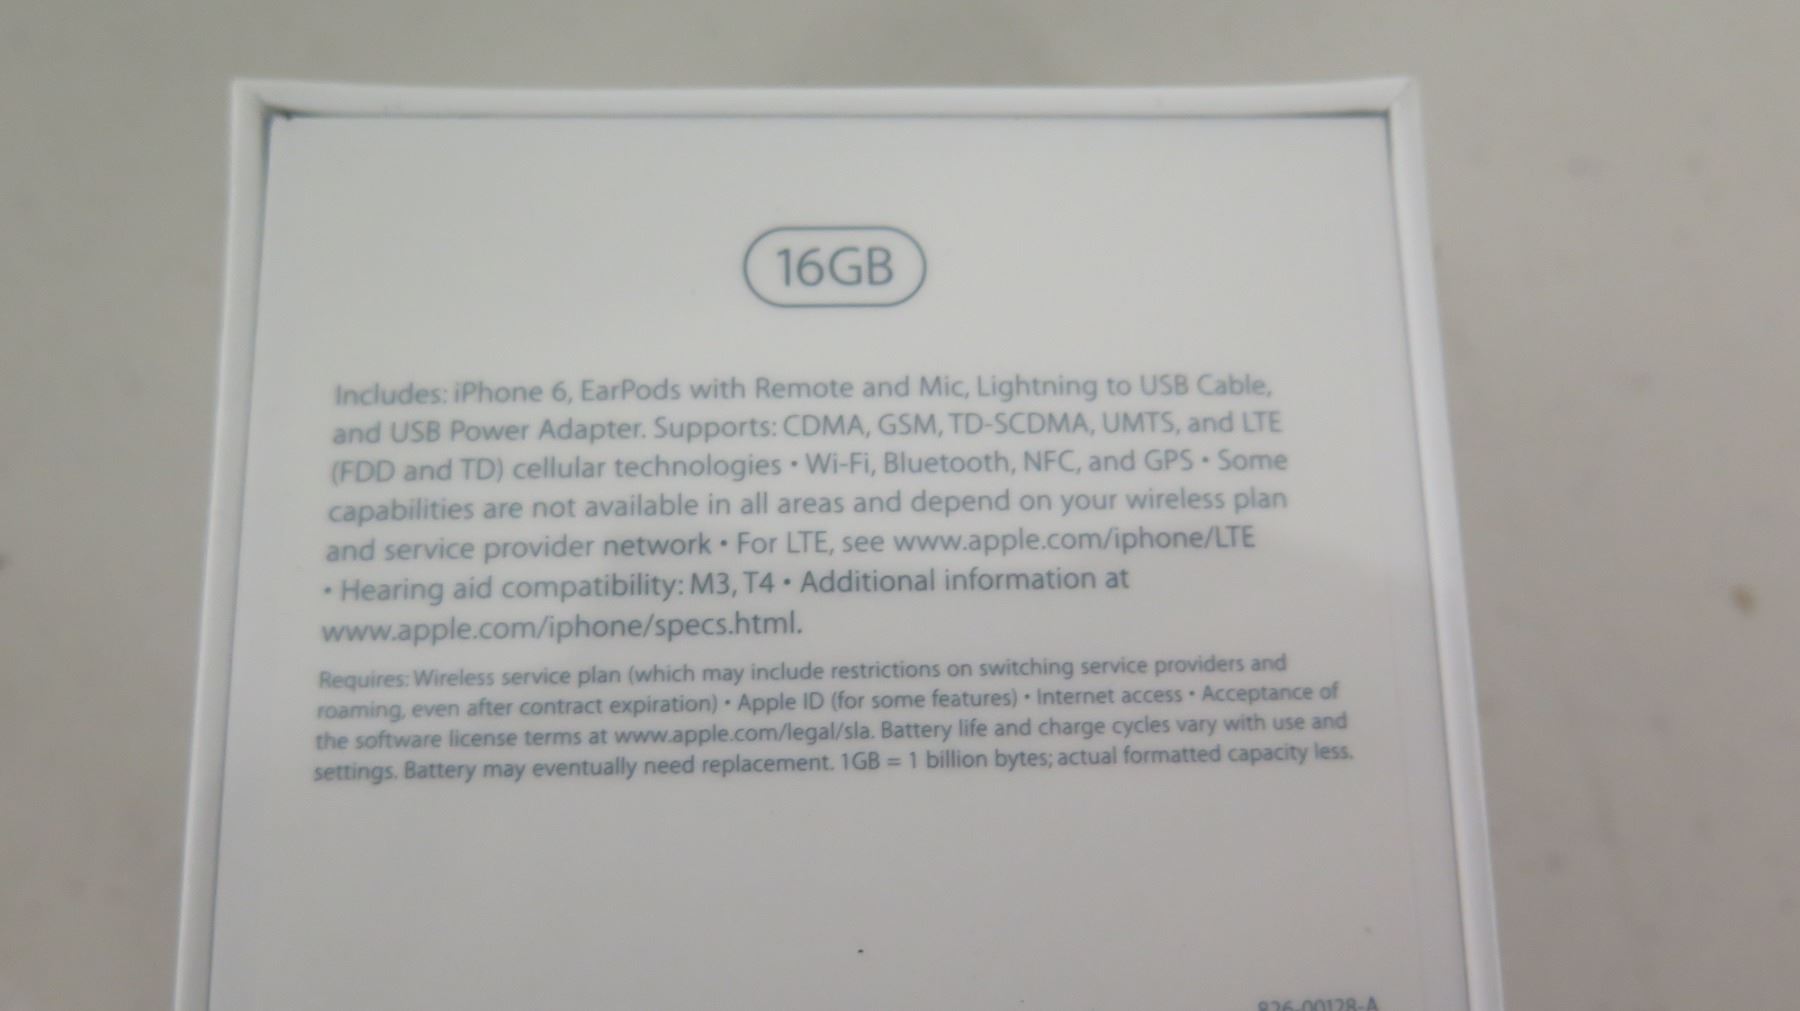 16GB
Includes: iPhone 6, EarPods with Remote and Mic, Lightning to USB Cable,
and USB Power Adapter. Supports: CDMA, GSM, TD-SCDMA, UMTS, and LTE
(FDD and TD) cellular technologies • Wi-Fi, Bluetooth, NFC, and GPS • Some
capabilities are not available in all areas and depend on your wireless plan
and service provider network • For LTE, see www.apple.com/iphone/LTE
• Hearing aid compatibility: M3, T4 • Additional information at
www.apple.com/iphone/specs.html.
Requires: Wireless service plan (which may include restrictions on switching service providers and
roaming, even after contract expiration) • Apple ID (for some features) • Internet access • Acceptance of
the software license terms at www.apple.com/legal/sla. Battery life and charge cycles vary with use and
settings. Battery may eventually need replacement. 1GB = 1 billion bytes; actual formatted capacity less.